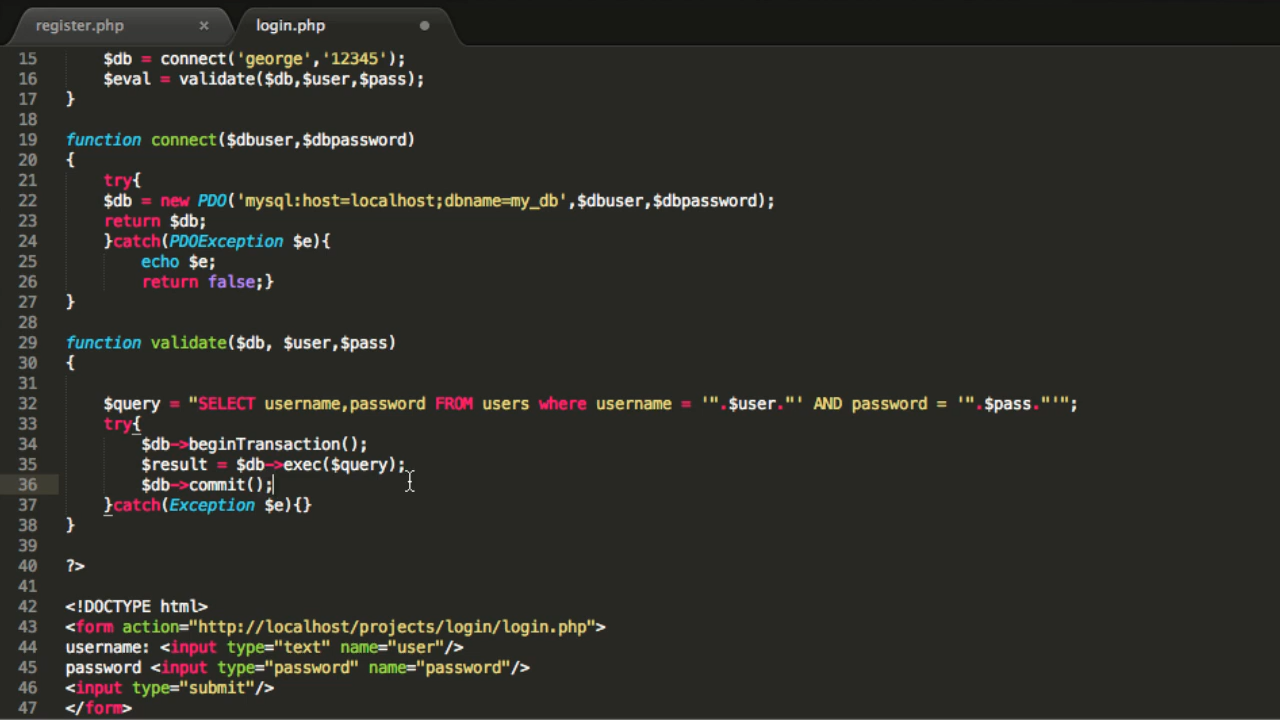 register.php × login.php
15 $db = connect('george','12345');
16 $eval = validate($db,$user,$pass);
17 }
18
19 function connect($dbuser,$dbpassword)
20 {
21 try{
22 $db = new PDO('mysql:host=localhost;dbname=my_db',$dbuser,$dbpassword);
23 return $db;
24 }catch(PDOException $e){
25 echo $e;
26 return false;}
27 }
28
29 function validate($db, $user,$pass)
30 {
31
32 $query = "SELECT username,password FROM users where username = '".$user."' AND password = '".$pass."'";
33 try{
34 $db->beginTransaction();
35 $result = $db->exec($query);
36 $db->commit();
37 }catch(Exception $e){}
38 }
39
40 ?>
41
42 <!DOCTYPE html>
43 <form action="http://localhost/projects/login/login.php">
44 username: <input type="text" name="user"/>
45 password <input type="password" name="password"/>
46 <input type="submit"/>
47 </form>